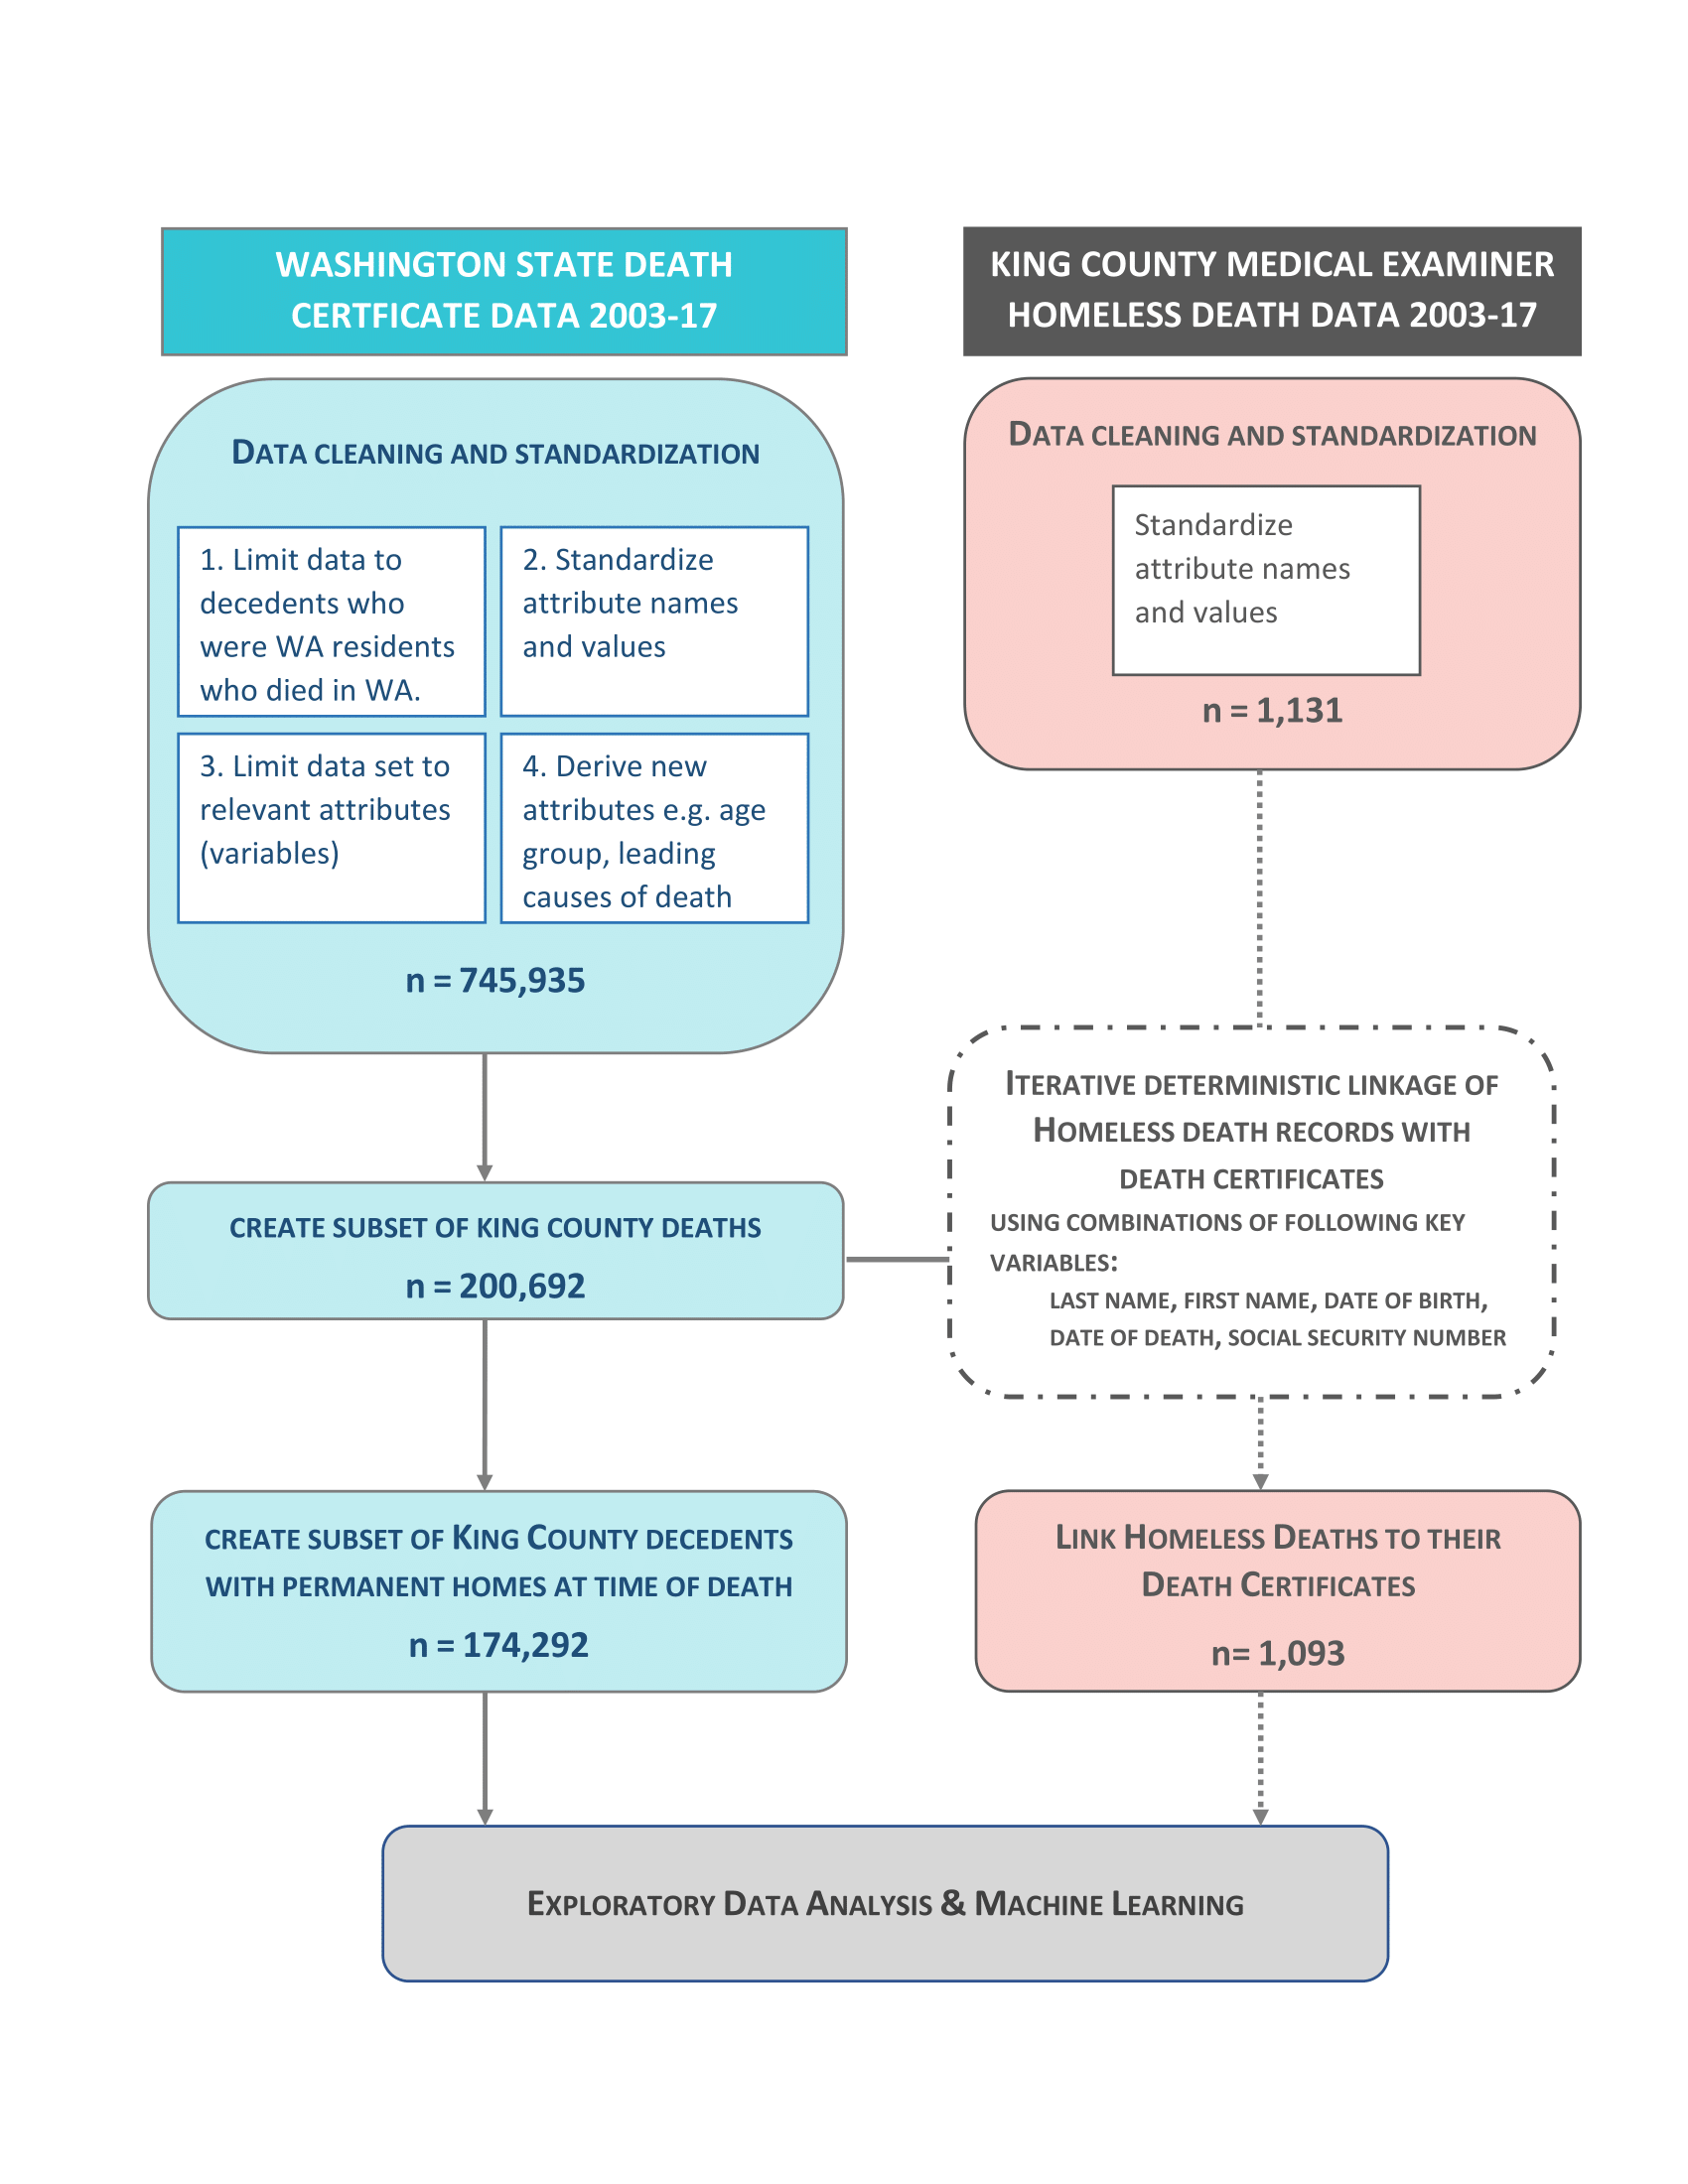 WASHINGTON STATE DEATH
CERTFICATE DATA 2003-17
KING COUNTY MEDICAL EXAMINER
HOMELESS DEATH DATA 2003-17
DATA CLEANING AND STANDARDIZATION
1. Limit data to
decedents who
were WA residents
who died in WA.
2. Standardize
attribute names
and values
3. Limit data set to
relevant attributes
(variables)
4. Derive new
attributes e.g. age
group, leading
causes of death
n = 745,935
DATA CLEANING AND STANDARDIZATION
Standardize
attribute names
and values
n = 1,131
CREATE SUBSET OF KING COUNTY DEATHS
n = 200,692
ITERATIVE DETERMINISTIC LINKAGE OF
HOMELESS DEATH RECORDS WITH
DEATH CERTIFICATES
USING COMBINATIONS OF FOLLOWING KEY
VARIABLES:
LAST NAME, FIRST NAME, DATE OF BIRTH,
DATE OF DEATH, SOCIAL SECURITY NUMBER
CREATE SUBSET OF KING COUNTY DECEDENTS
WITH PERMANENT HOMES AT TIME OF DEATH
n = 174,292
LINK HOMELESS DEATHS TO THEIR
DEATH CERTIFICATES
n= 1,093
EXPLORATORY DATA ANALYSIS & MACHINE LEARNING